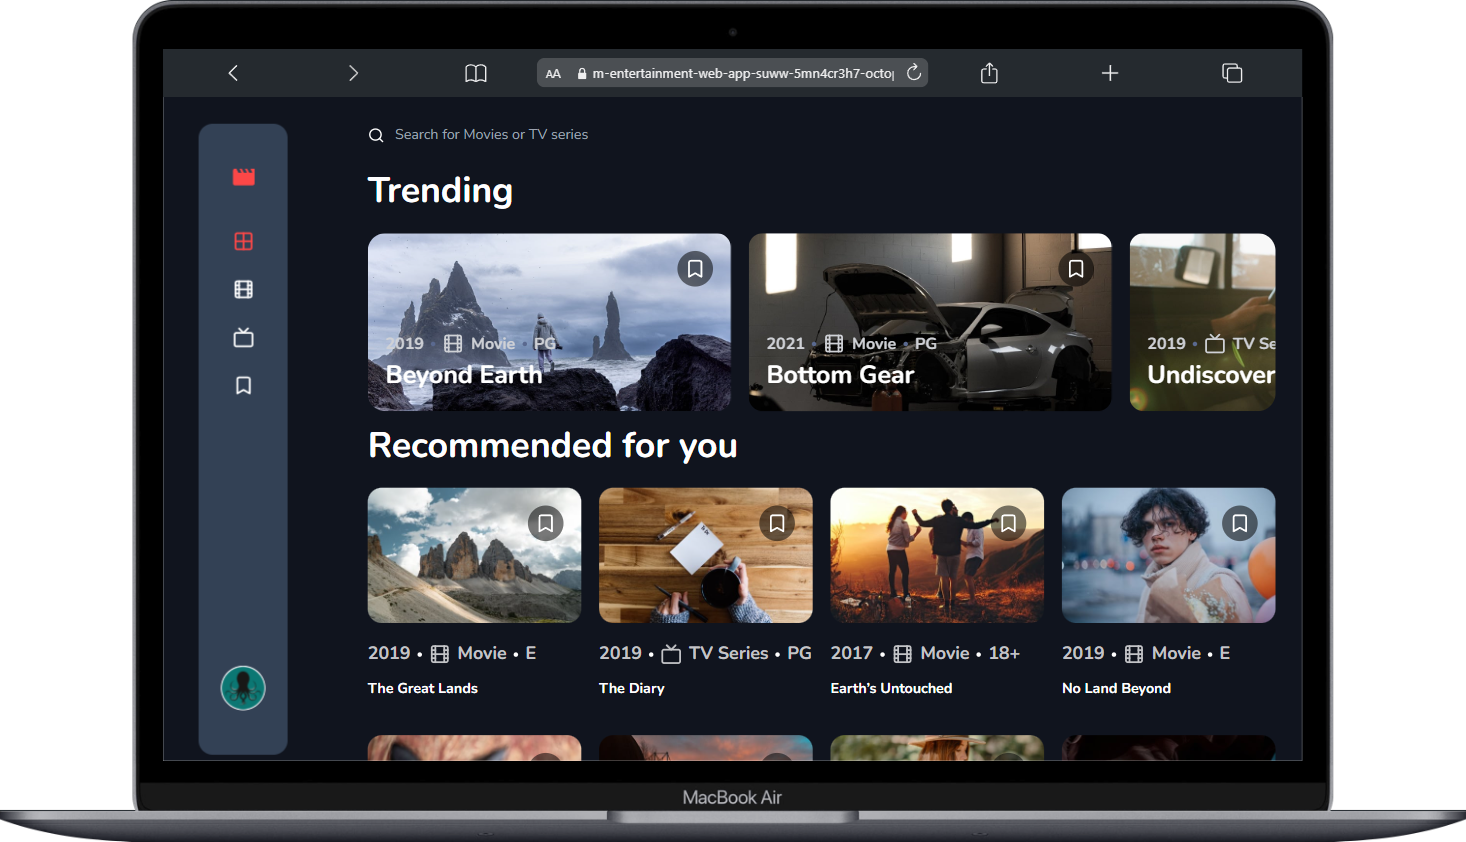 AA m-entertainment-web-app-suww-5mn4cr3h7-octo
Search for Movies or TV series
Trending
2019 • Movie • PG
Beyond Earth
2021 • Movie • PG
Bottom Gear
2019 • TV Se
Undiscover
Recommended for you
2019 • Movie • E
The Great Lands
2019 • TV Series • PG
The Diary
2017 • Movie • 18+
Earth’s Untouched
2019 • Movie • E
No Land Beyond
MacBook Air